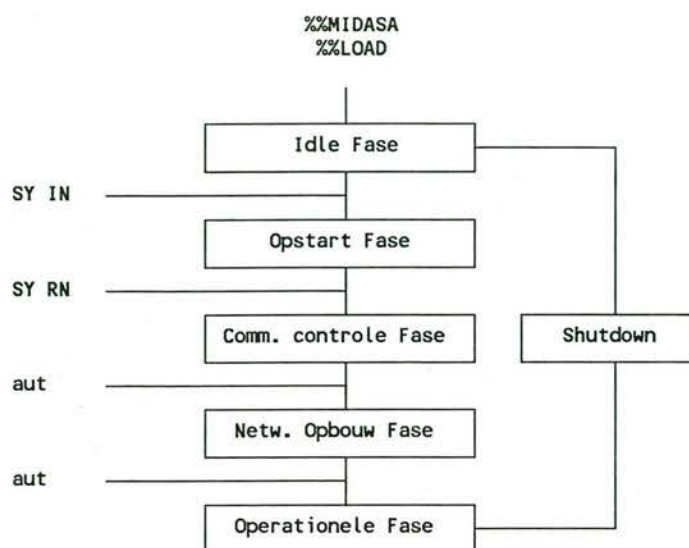 %%MIDASA
%%LOAD
Idle Fase
SY IN
Opstart Fase
SY RN
Comm. controle Fase
Shutdown
aut
Netw. Opbouw Fase
aut
Operationele Fase